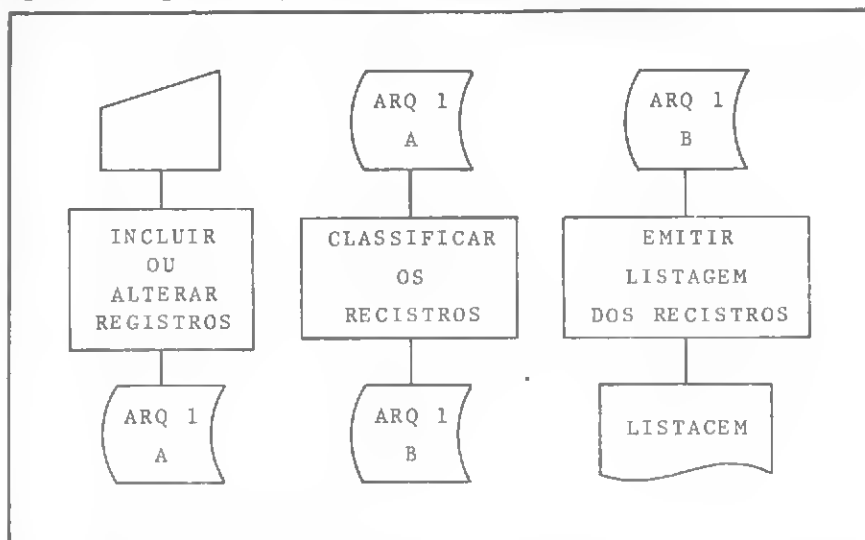 INCLUIR
OU
ALTERAR
REGISTROS
ARQ 1
A
ARQ 1
A
CLASSIFICAR
OS
RECISTROS
ARQ 1
B
ARQ 1
B
EMITIR
LISTAGEM
DOS RECISTROS
LISTACEM